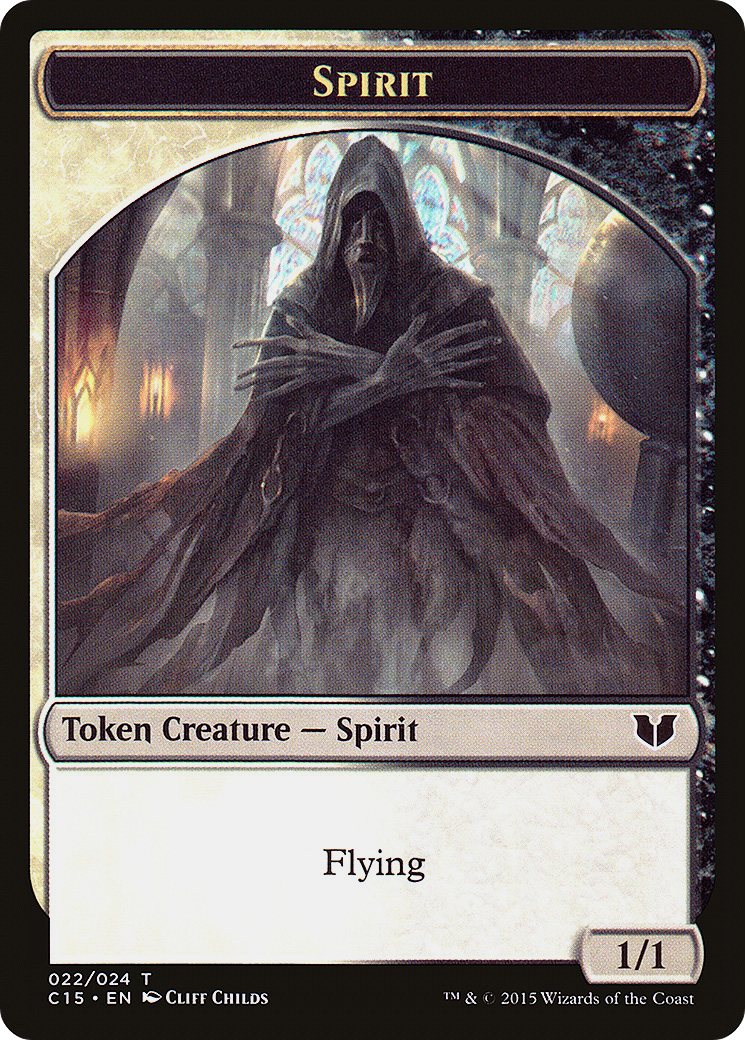 Spirit
Token Creature — Spirit
Flying
1/1
022/024 T
C15 • EN Cliff Childs
™ & © 2015 Wizards of the Coast